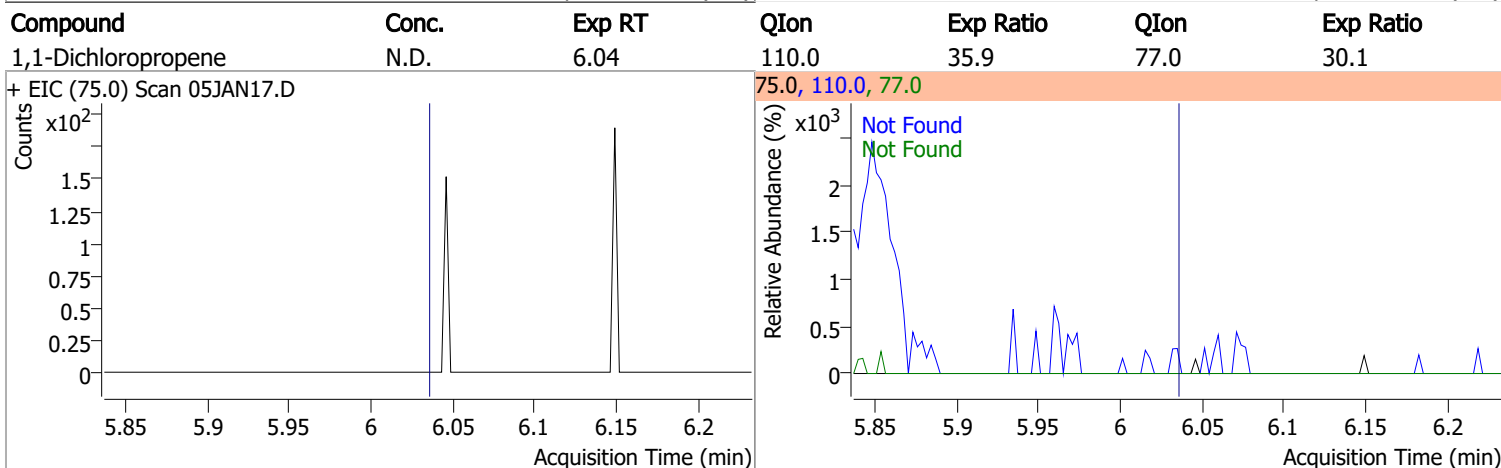 Compound Conc. Exp RT QIon Exp Ratio QIon Exp Ratio
1,1-Dichloropropene N.D. 6.04 110.0 35.9 77.0 30.1
+ EIC (75.0) Scan 05JAN17.D
Counts
x10²
1.5
1.25
1
0.75
0.5
0.25
0
5.85 5.9 5.95 6 6.05 6.1 6.15 6.2
Acquisition Time (min)
75.0, 110.0, 77.0
Relative Abundance (%)
x10³
Not Found
Not Found
2
1.5
1
0.5
0
5.85 5.9 5.95 6 6.05 6.1 6.15 6.2
Acquisition Time (min)